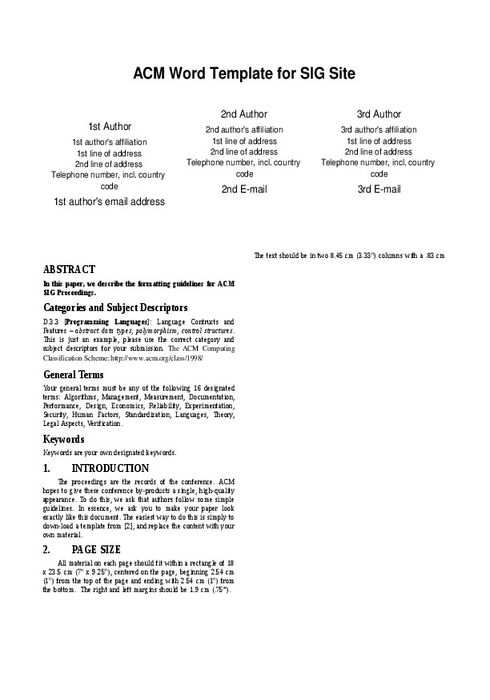 ACM Word Template for SIG Site
1st Author
1st author's affiliation
1st line of address
2nd line of address
Telephone number, incl. country
code
1st author's email address
2nd Author
2nd author's affiliation
1st line of address
2nd line of address
Telephone number, incl. country
code
2nd E-mail
3rd Author
3rd author's affiliation
1st line of address
2nd line of address
Telephone number, incl. country
code
3rd E-mail
ABSTRACT
In this paper, we describe the formatting guidelines for ACM
SIG Proceedings.
Categories and Subject Descriptors
D.3.3 [Programming Languages]: Language Contructs and
Features – abstract data types, polymorphism, control structures.
This is just an example, please use the correct category and
subject descriptors for your submission. The ACM Computing
Classification Scheme: http://www.acm.org/class/1998/
General Terms
Your general terms must be any of the following 16 designated
terms: Algorithms, Management, Measurement, Documentation,
Performance, Design, Economics, Reliability, Experimentation,
Security, Human Factors, Standardization, Languages, Theory,
Legal Aspects, Verification.
Keywords
Keywords are your own designated keywords.
1. INTRODUCTION
The proceedings are the records of the conference. ACM
hopes to give these conference by-products a single, high-quality
appearance. To do this, we ask that authors follow some simple
guidelines. In essence, we ask you to make your paper look
exactly like this document. The easiest way to do this is simply to
down-load a template from [2], and replace the content with your
own material.
2. PAGE SIZE
All material on each page should fit within a rectangle of 18
x 23.5 cm (7" x 9.25"), centered on the page, beginning 2.54 cm
(1") from the top of the page and ending with 2.54 cm (1") from
the bottom. The right and left margins should be 1.9 cm (.75").
The text should be in two 8.45 cm (3.33") columns with a .83 cm